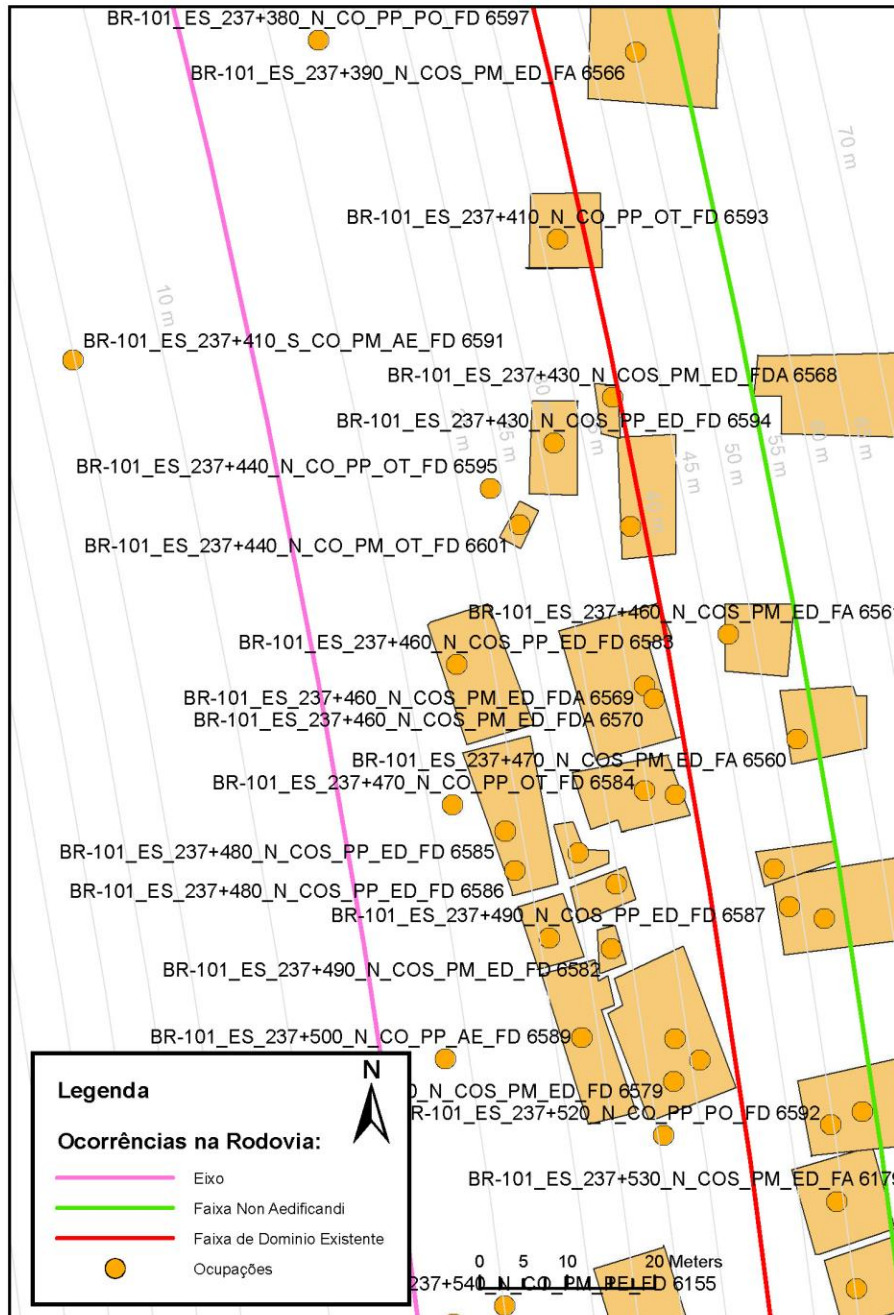 BR-101_ES_237+380_N_CO_PP_PO_FD 6597
BR-101_ES_237+390_N_COS_PM_ED_FA 6566
70 m
BR-101_ES_237+410_N_CO_PP_OT_FD 6593
10 m
BR-101_ES_237+410_S_CO_PM_AE_FD 6591
BR-101_ES_237+430_N_COS_PM_ED_FDA 6568
BR-101_ES_237+430_N_COS_PP_ED_FD 6594
BR-101_ES_237+440_N_CO_PP_OT_FD 6595
45 m
50 m
55 m
BR-101_ES_237+440_N_CO_PM_OT_FD 6601
BR-101_ES_237+460_N_COS_PM_ED_FA
BR-101_ES_237+460_N_COS_PP_ED_FD 6583
BR-101_ES_237+460_N_COS_PM_ED_FDA 6569
BR-101_ES_237+460_N_COS_PM_ED_FDA 6570
BR-101_ES_237+470_N_COS_PM_ED_FA 6560
BR-101_ES_237+470_N_CO_PP_OT_FD 6584
BR-101_ES_237+480_N_COS_PP_ED_FD 6585
BR-101_ES_237+480_N_COS_PP_ED_FD 6586
BR-101_ES_237+490_N_COS_PP_ED_FD 6587
BR-101_ES_237+490_N_COS_PM_ED_FD 6582
BR-101_ES_237+500_N_CO_PP_AE_FD 6589
N_COS_PM_ED_FD 6579
BR-101_ES_237+520_N_CO_PP_PO_FD 6592
BR-101_ES_237+530_N_COS_PM_ED_FA 6179
237+540_N_CO_PM_PE_FD 6155
0 5 10 20 Meters
N
Legenda
Ocorrências na Rodovia:
Eixo
Faixa Non Aedificandi
Faixa de Dominio Existente
Ocupações